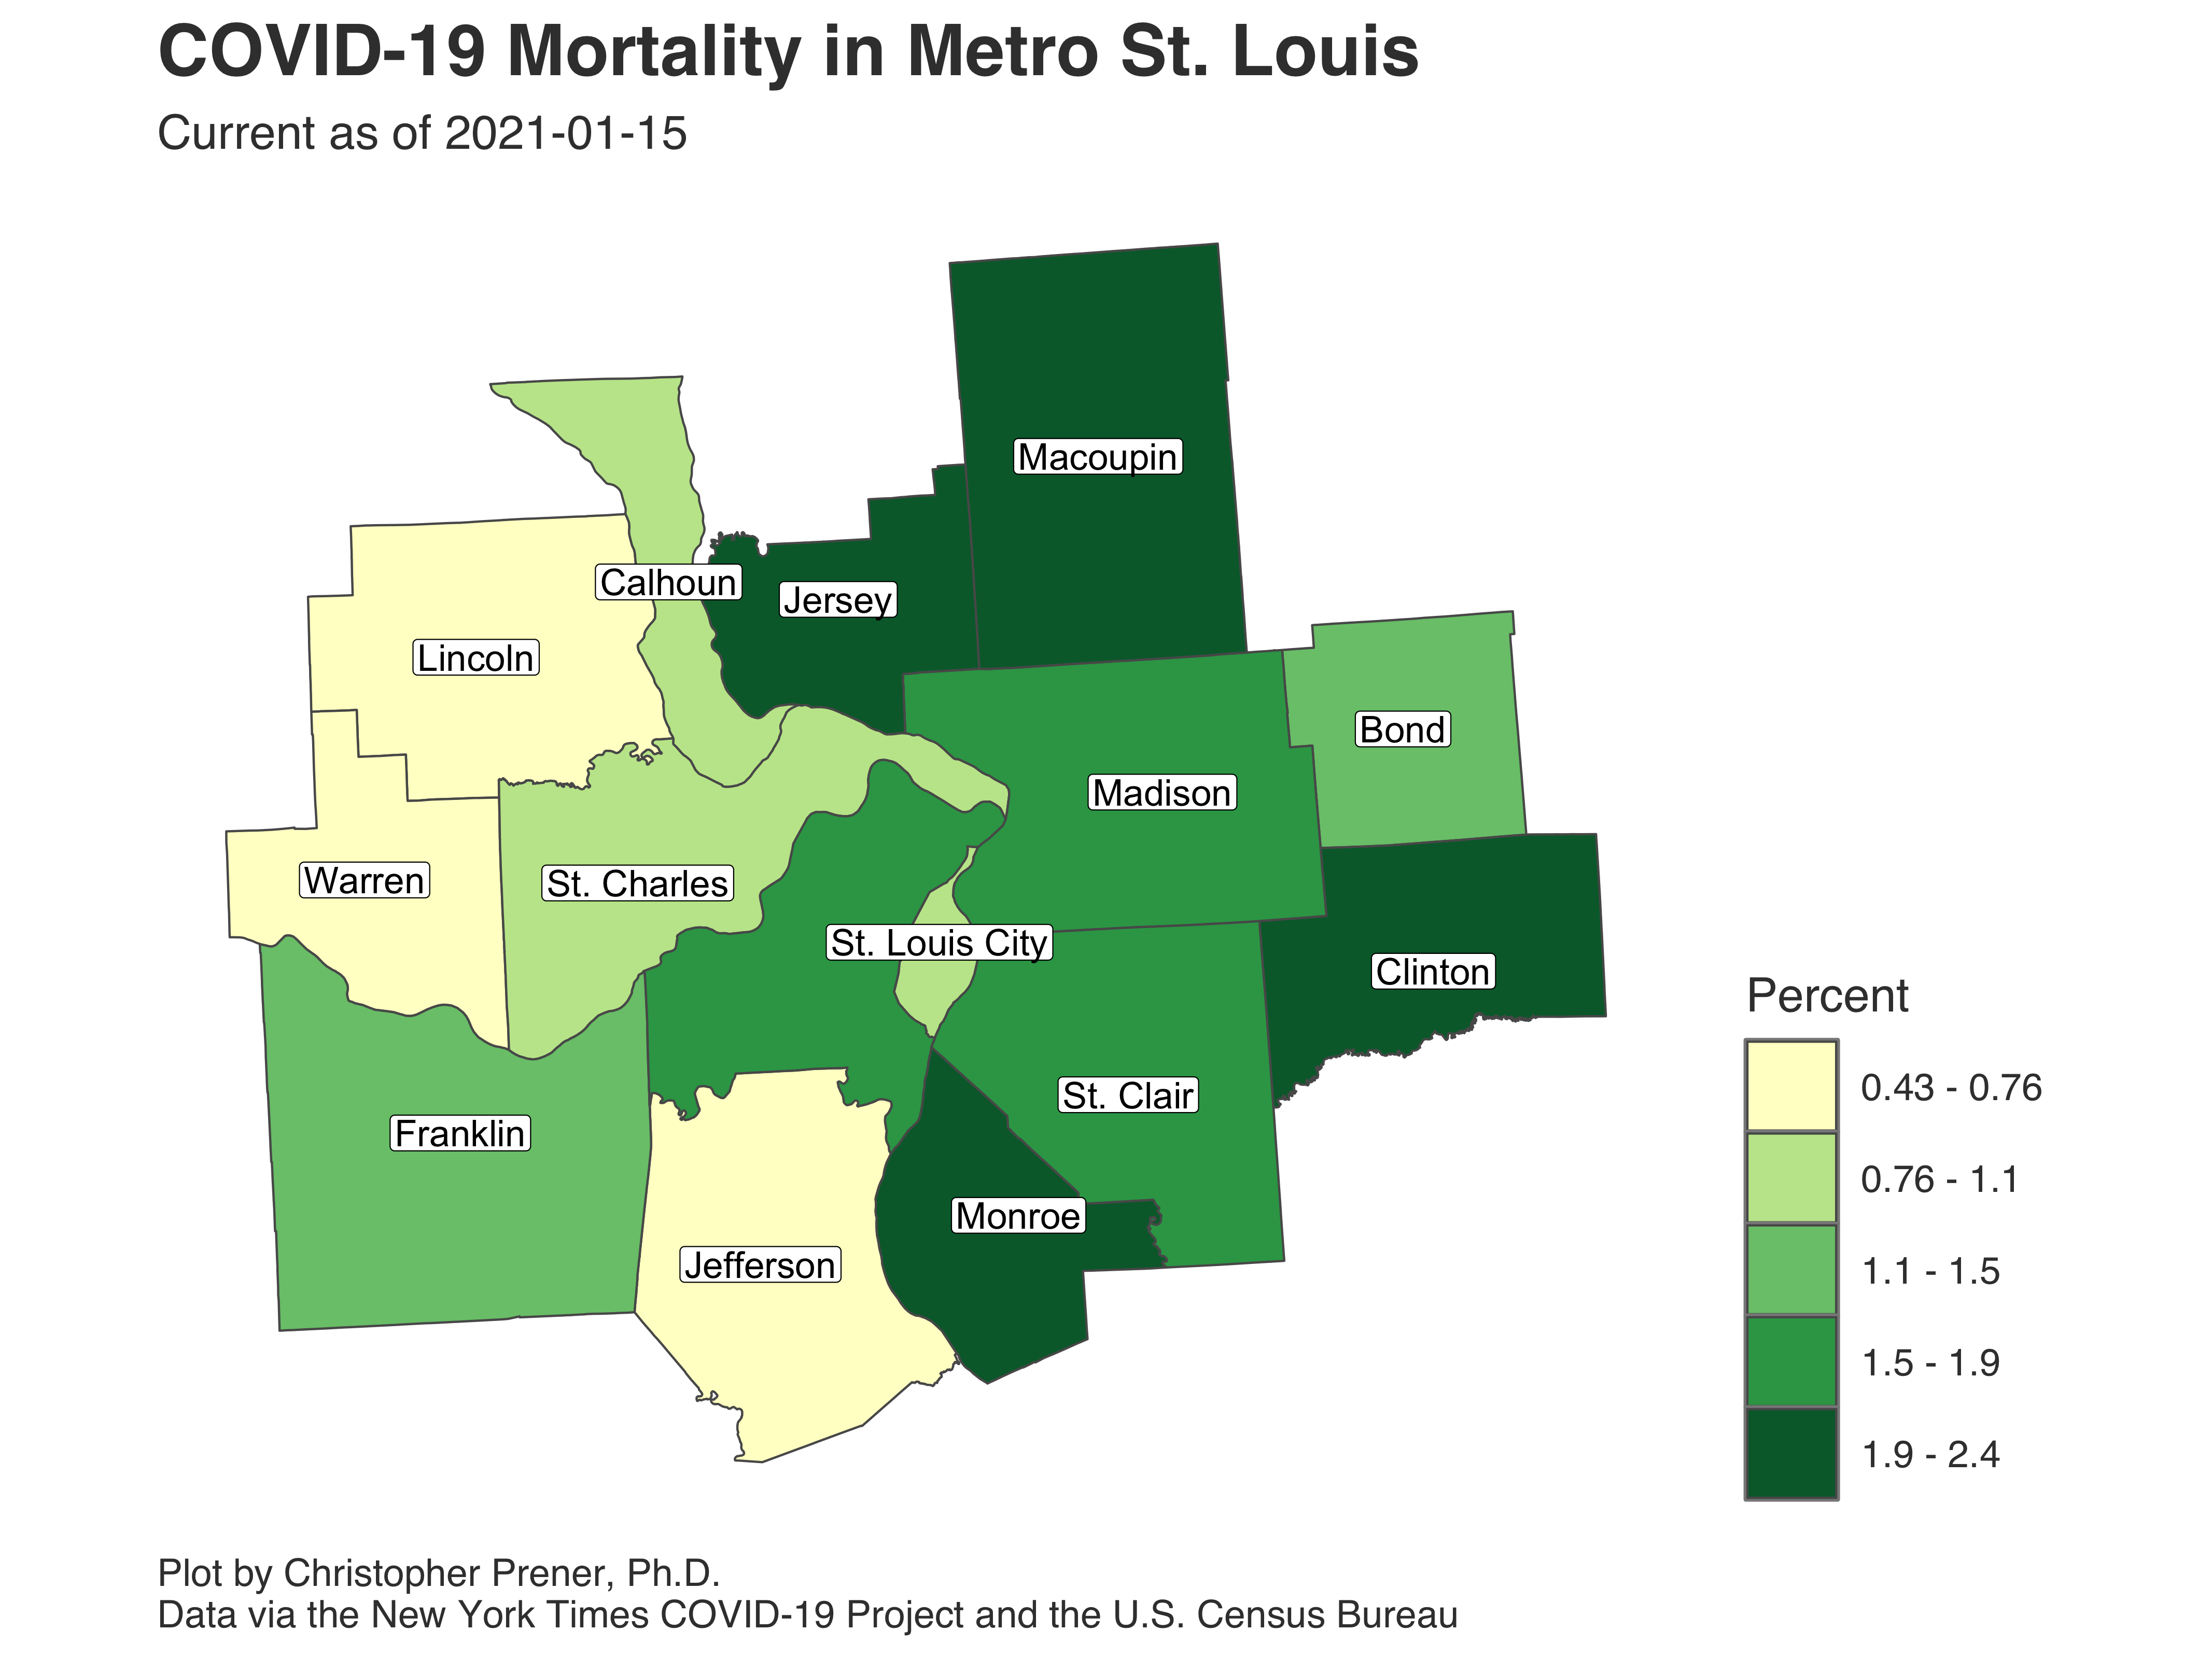 COVID-19 Mortality in Metro St. Louis
Current as of 2021-01-15
Macoupin
Calhoun
Jersey
Lincoln
Bond
Madison
Warren
St. Charles
St. Louis City
Clinton
St. Clair
Franklin
Monroe
Jefferson
Percent
0.43 - 0.76
0.76 - 1.1
1.1 - 1.5
1.5 - 1.9
1.9 - 2.4
Plot by Christopher Prener, Ph.D.
Data via the New York Times COVID-19 Project and the U.S. Census Bureau